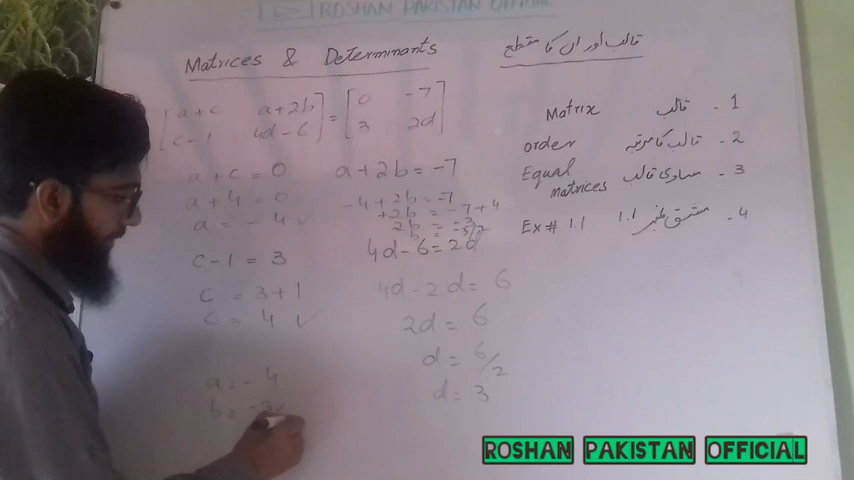 ROSHAN PAKISTAN OFFICIAL
Matrices & Determinants
قالب اور ان کا مقطع
[a+c a+2b] = [0 -7]
[c-1 4d-6] [3 2d]
a+c = 0
a+4 = 0
a = -4 ✓
c-1 = 3
c = 3+1
c = 4 ✓
a = -4
b = -3/
a+2b = -7
-4+2b = -7
+2b = -7+4
2b = -3
b = -3/2
4d-6 = 2d
4d-2d = 6
2d = 6
d = 6/2
d = 3
Matrix قالب - 1
order قالب کا مرتبہ - 2
Equal matrices مساوی قالب - 3
Ex# 1.1 مشق نمبر 1.1 - 4
ROSHAN PAKISTAN OFFICIAL